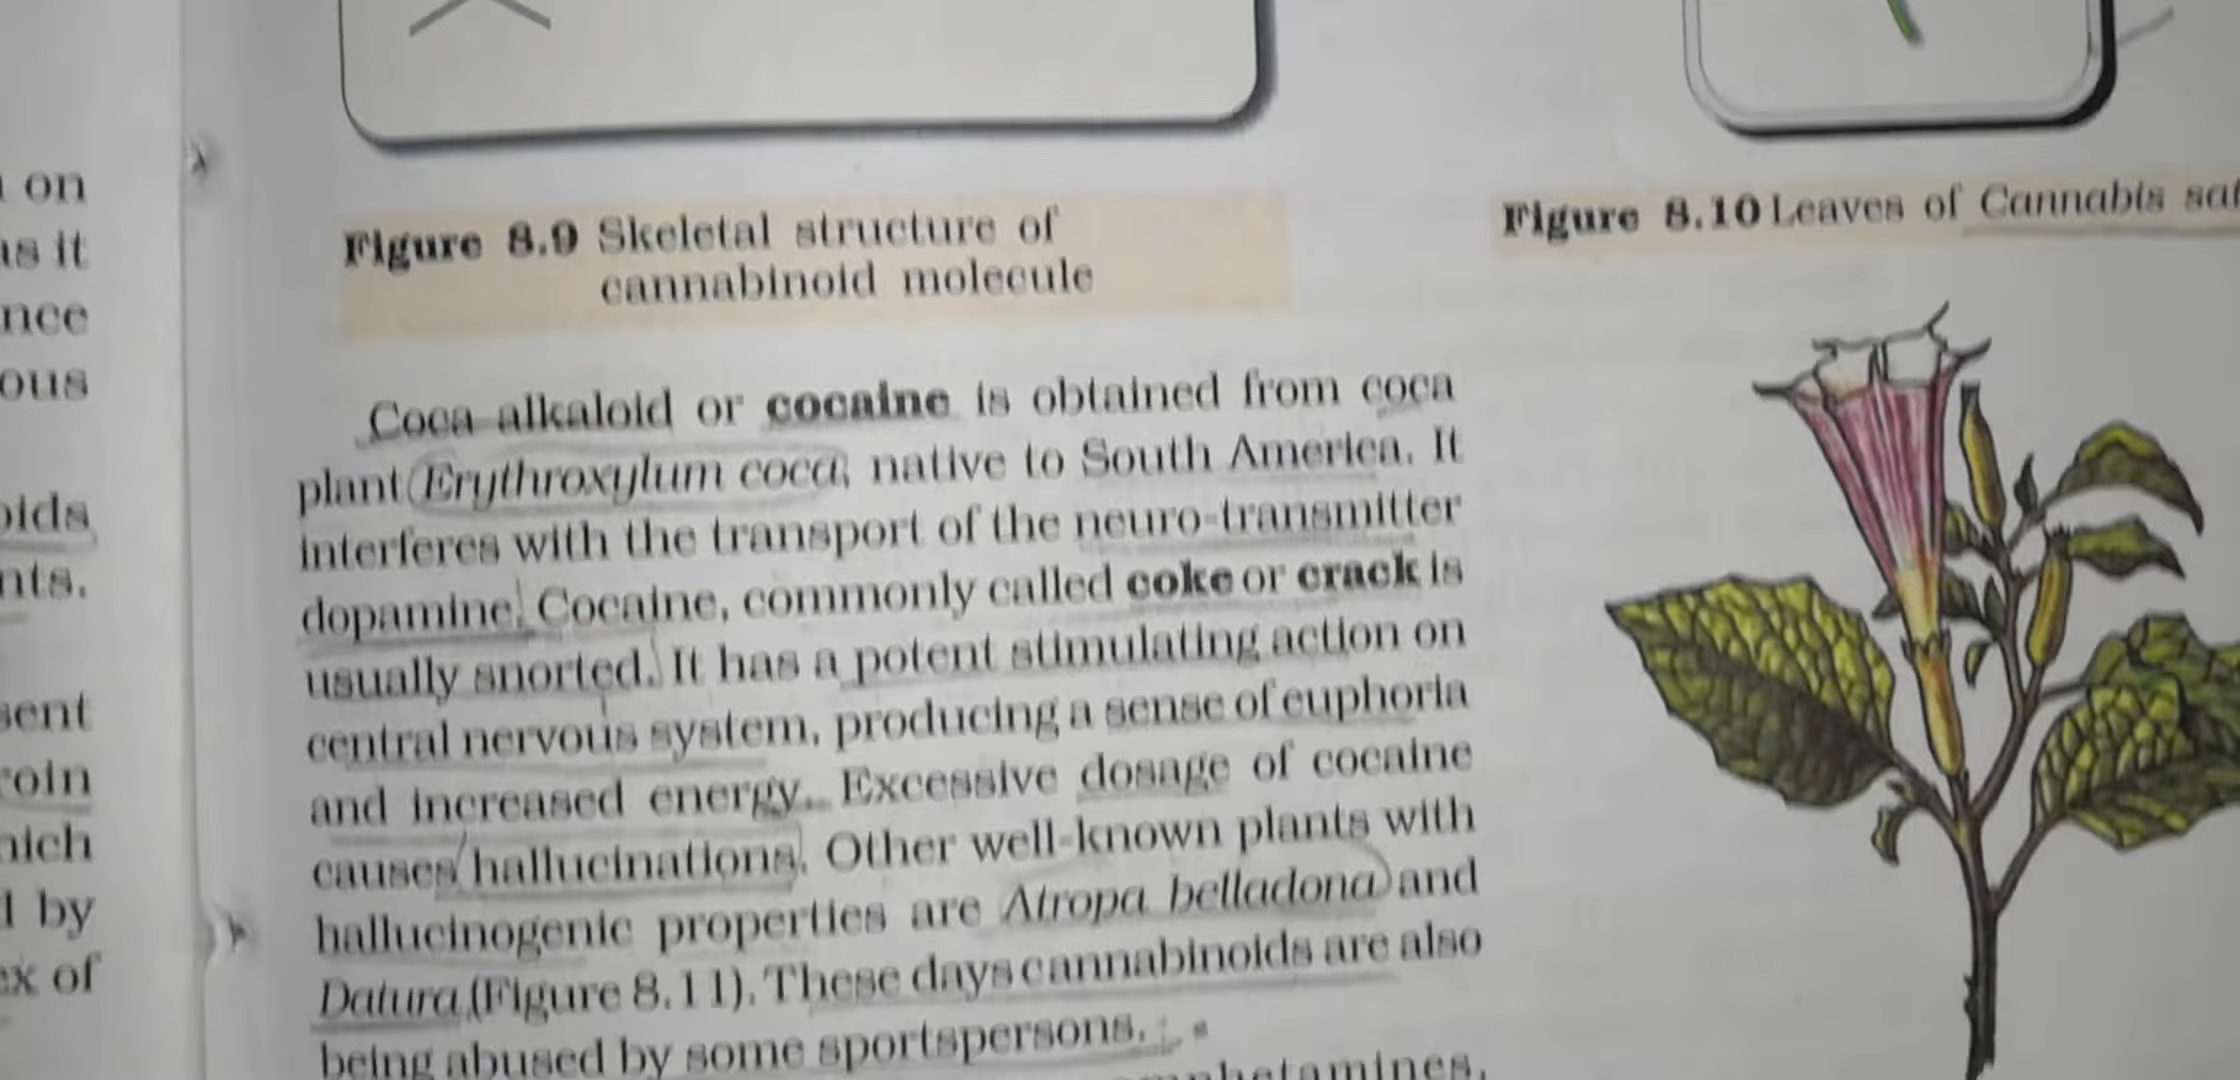 on
as it
nce
ous
oids
nts.
sent
roin
hich
by
ex of
Figure 8.9 Skeletal structure of
cannabinoid molecule
Figure 8.10 Leaves of Cannabis sat
Coca alkaloid or cocaine is obtained from coca
plant Erythroxylum coca, native to South America. It
interferes with the transport of the neuro-transmitter
dopamine. Cocaine, commonly called coke or crack is
usually snorted. It has a potent stimulating action on
central nervous system, producing a sense of euphoria
and increased energy. Excessive dosage of cocaine
causes hallucinations. Other well-known plants with
hallucinogenic properties are Atropa belladona and
Datura (Figure 8.11). These days cannabinoids are also
being abused by some sportspersons.
amphetamines,